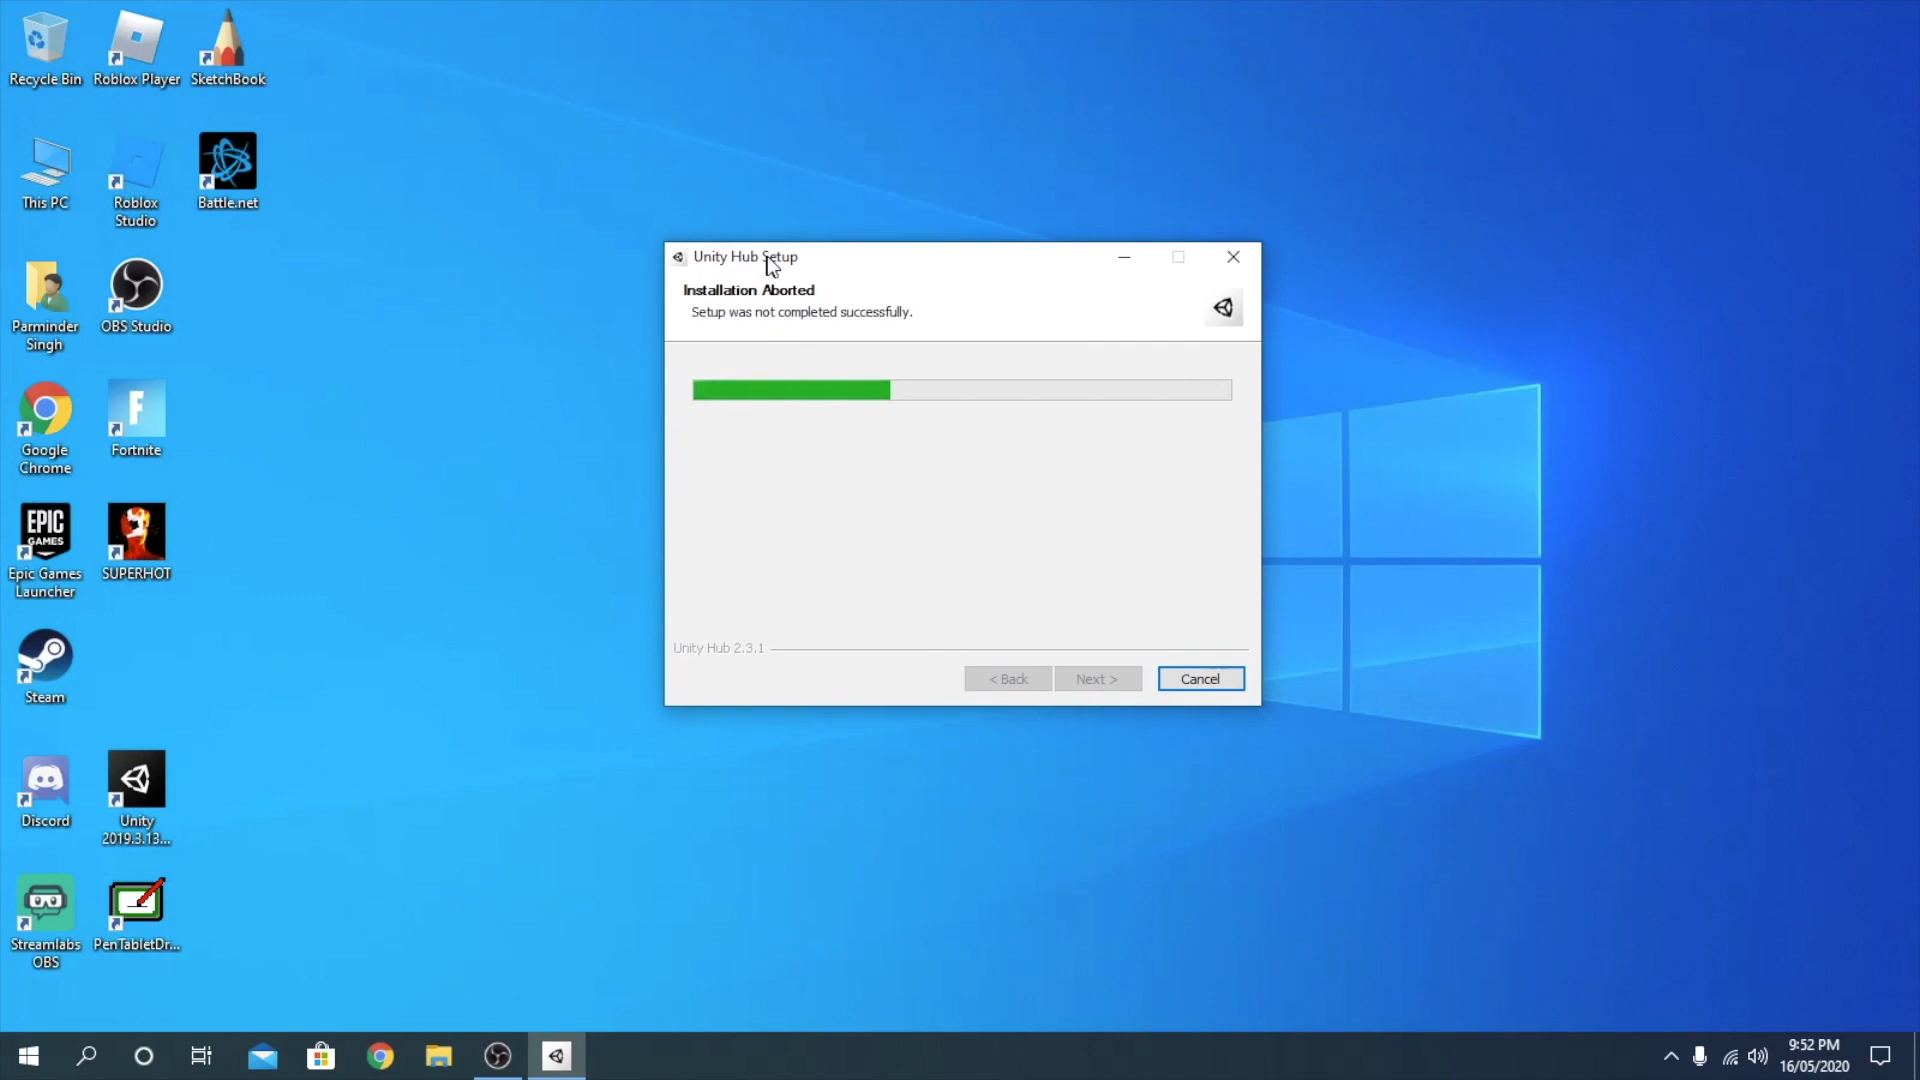 Recycle Bin
Roblox Player
SketchBook
This PC
Roblox
Studio
Battle.net
Parminder
Singh
OBS Studio
Google
Chrome
F
Fortnite
EPIC
GAMES
Epic Games
Launcher
SUPERHOT
Steam
Discord
Unity
2019.3.13...
Streamlabs
OBS
PenTabletDr...
Unity Hub Setup
Installation Aborted
Setup was not completed successfully.
Unity Hub 2.3.1
< Back
Next >
Cancel
9:52 PM
16/05/2020